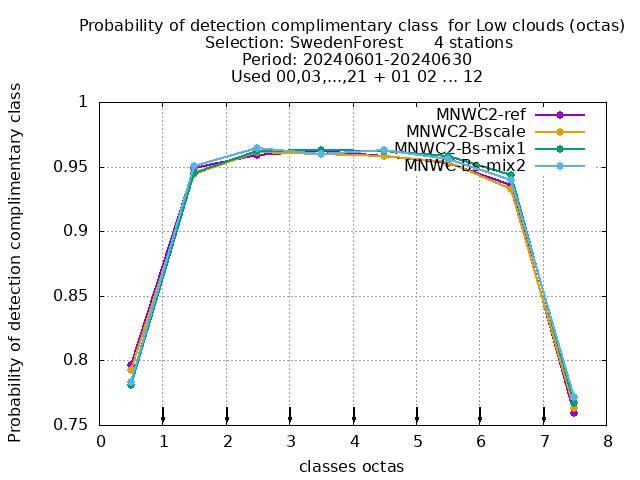 Probability of detection complimentary class  for Low clouds (octas)
Selection: SwedenForest      4 stations
Period: 20240601-20240630
Used 00,03,...,21 + 01 02 ... 12
Probability of detection complimentary class
1
0.95
0.9
0.85
0.8
0.75
MNWC2-ref
MNWC2-Bscale
MNWC2-Bs-mix1
MNWC-Bs-mix2
0 1 2 3 4 5 6 7 8
classes octas